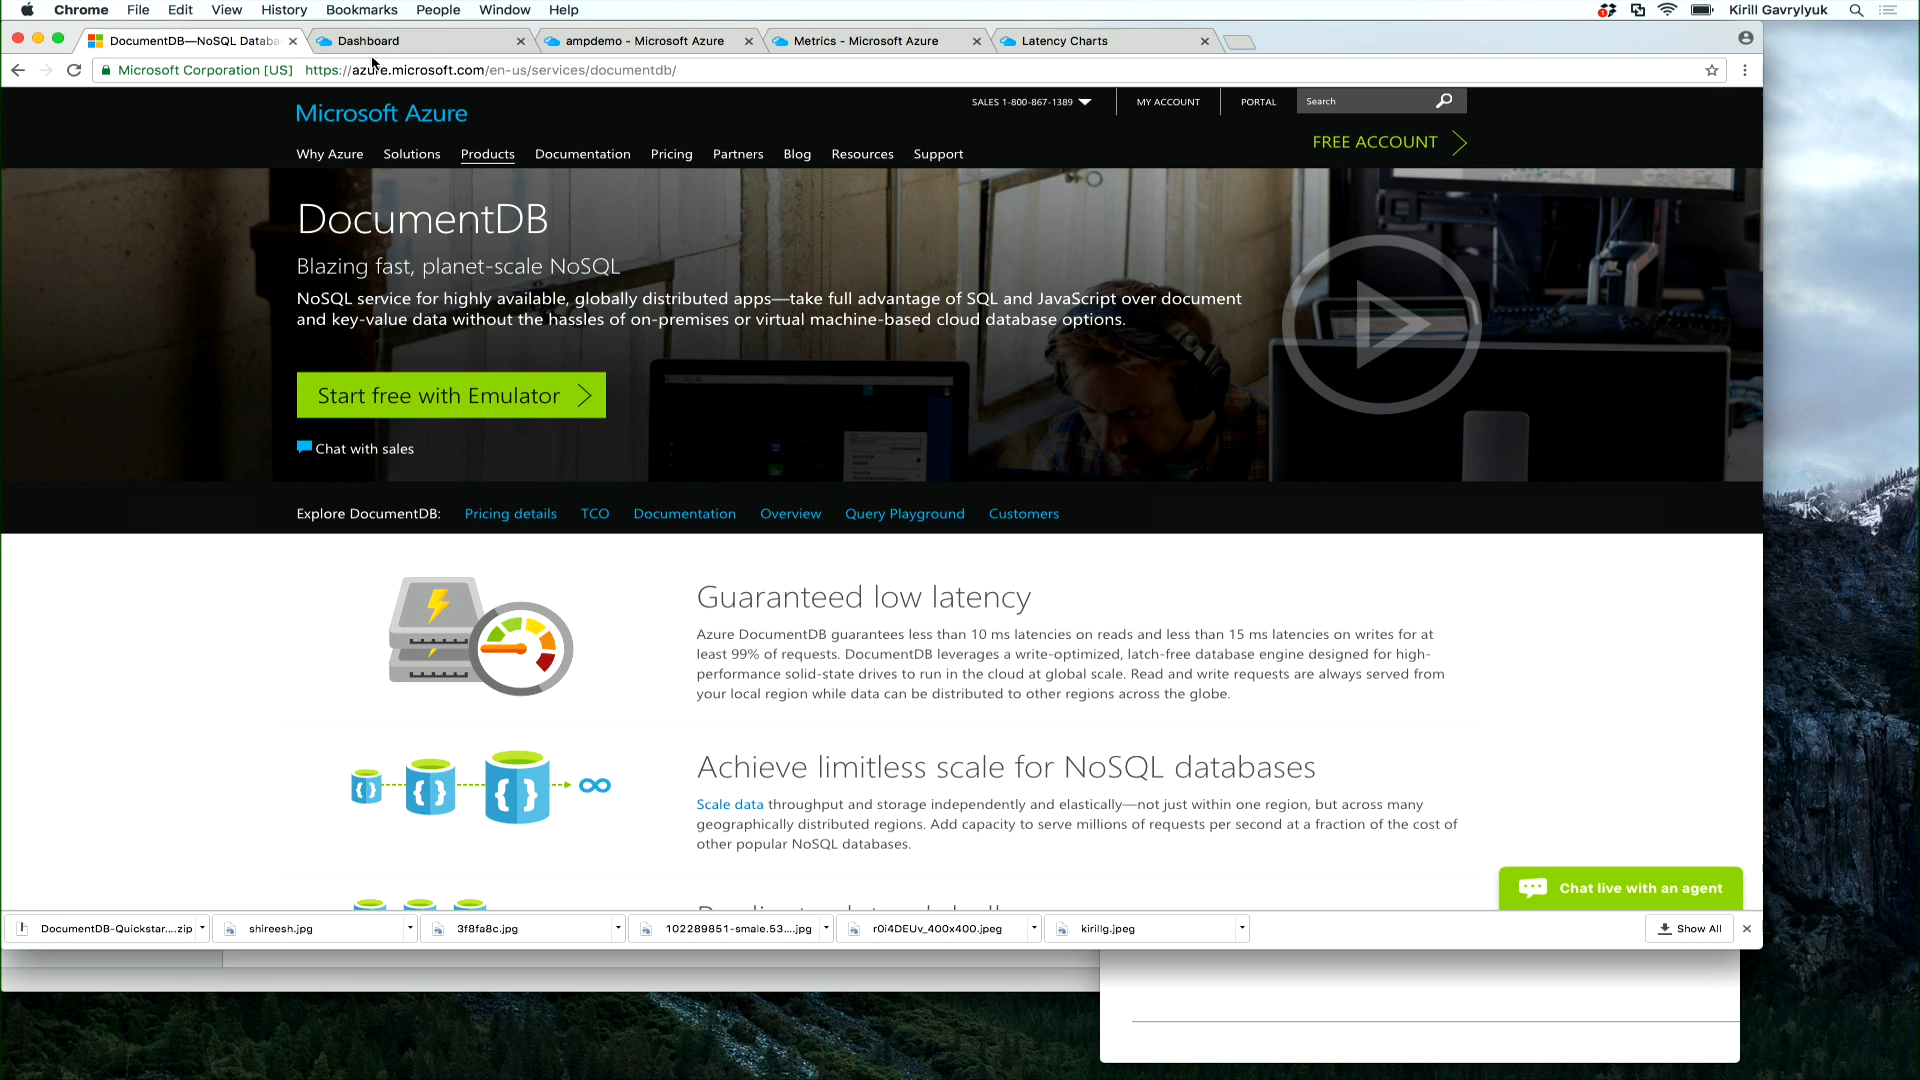 Chrome File Edit View History Bookmarks People Window Help Kirill Gavrylyuk
DocumentDB—NoSQL Databa Dashboard ampdemo - Microsoft Azure Metrics - Microsoft Azure Latency Charts
Microsoft Corporation [US] https://azure.microsoft.com/en-us/services/documentdb/
SALES 1-800-867-1389 MY ACCOUNT PORTAL Search
Microsoft Azure
FREE ACCOUNT
Why Azure Solutions Products Documentation Pricing Partners Blog Resources Support
DocumentDB
Blazing fast, planet-scale NoSQL
NoSQL service for highly available, globally distributed apps—take full advantage of SQL and JavaScript over document
and key-value data without the hassles of on-premises or virtual machine-based cloud database options.
Start free with Emulator
Chat with sales
Explore DocumentDB: Pricing details TCO Documentation Overview Query Playground Customers
Guaranteed low latency
Azure DocumentDB guarantees less than 10 ms latencies on reads and less than 15 ms latencies on writes for at
least 99% of requests. DocumentDB leverages a write-optimized, latch-free database engine designed for high-
performance solid-state drives to run in the cloud at global scale. Read and write requests are always served from
your local region while data can be distributed to other regions across the globe.
Achieve limitless scale for NoSQL databases
Scale data throughput and storage independently and elastically—not just within one region, but across many
geographically distributed regions. Add capacity to serve millions of requests per second at a fraction of the cost of
other popular NoSQL databases.
Chat live with an agent
DocumentDB-Quickstar....zip shireesh.jpg 3f8fa8c.jpg 102289851-smale.53....jpg r0i4DEUv_400x400.jpeg kirillg.jpeg Show All